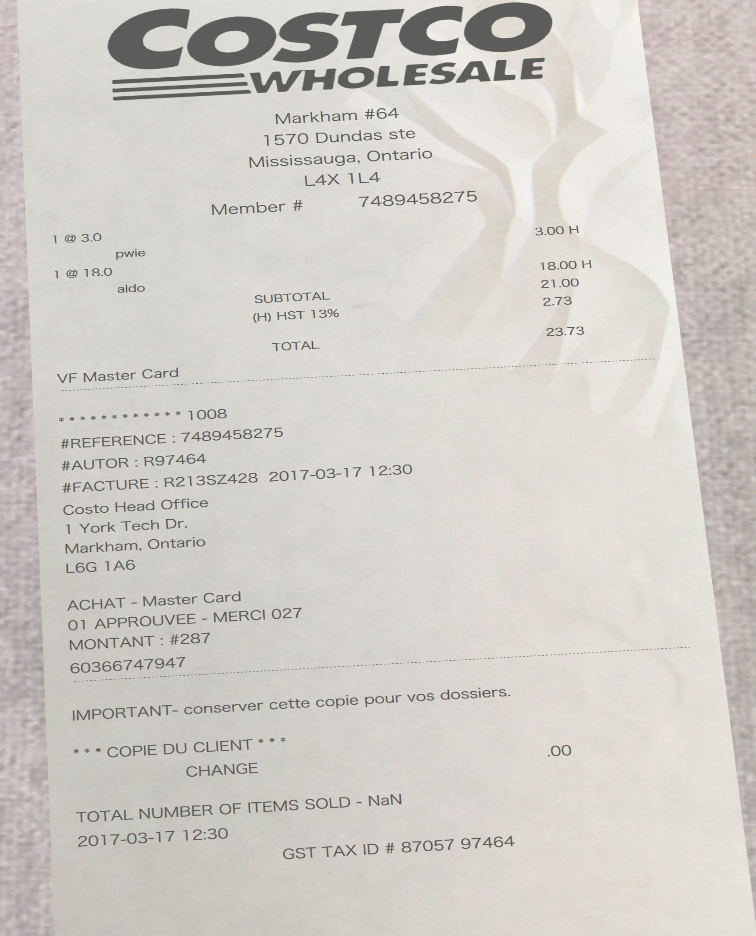 COSTCO
WHOLESALE
Markham #64
1570 Dundas ste
Mississauga, Ontario
L4X 1L4
Member # 7489458275
1 @ 3.0 3.00 H
pwie
1 @ 18.0 18.00 H
aldo
SUBTOTAL 21.00
(H) HST 13% 2.73
TOTAL 23.73
VF Master Card
* * * * * * * * * * * * 1008
#REFERENCE : 7489458275
#AUTOR : R97464
#FACTURE : R213SZ428 2017-03-17 12:30
Costo Head Office
1 York Tech Dr.
Markham, Ontario
L6G 1A6
ACHAT - Master Card
01 APPROUVEE - MERCI 027
MONTANT : #287
60366747947
IMPORTANT- conserver cette copie pour vos dossiers.
* * * COPIE DU CLIENT * * *
CHANGE .00
TOTAL NUMBER OF ITEMS SOLD - NaN
2017-03-17 12:30
GST TAX ID # 87057 97464